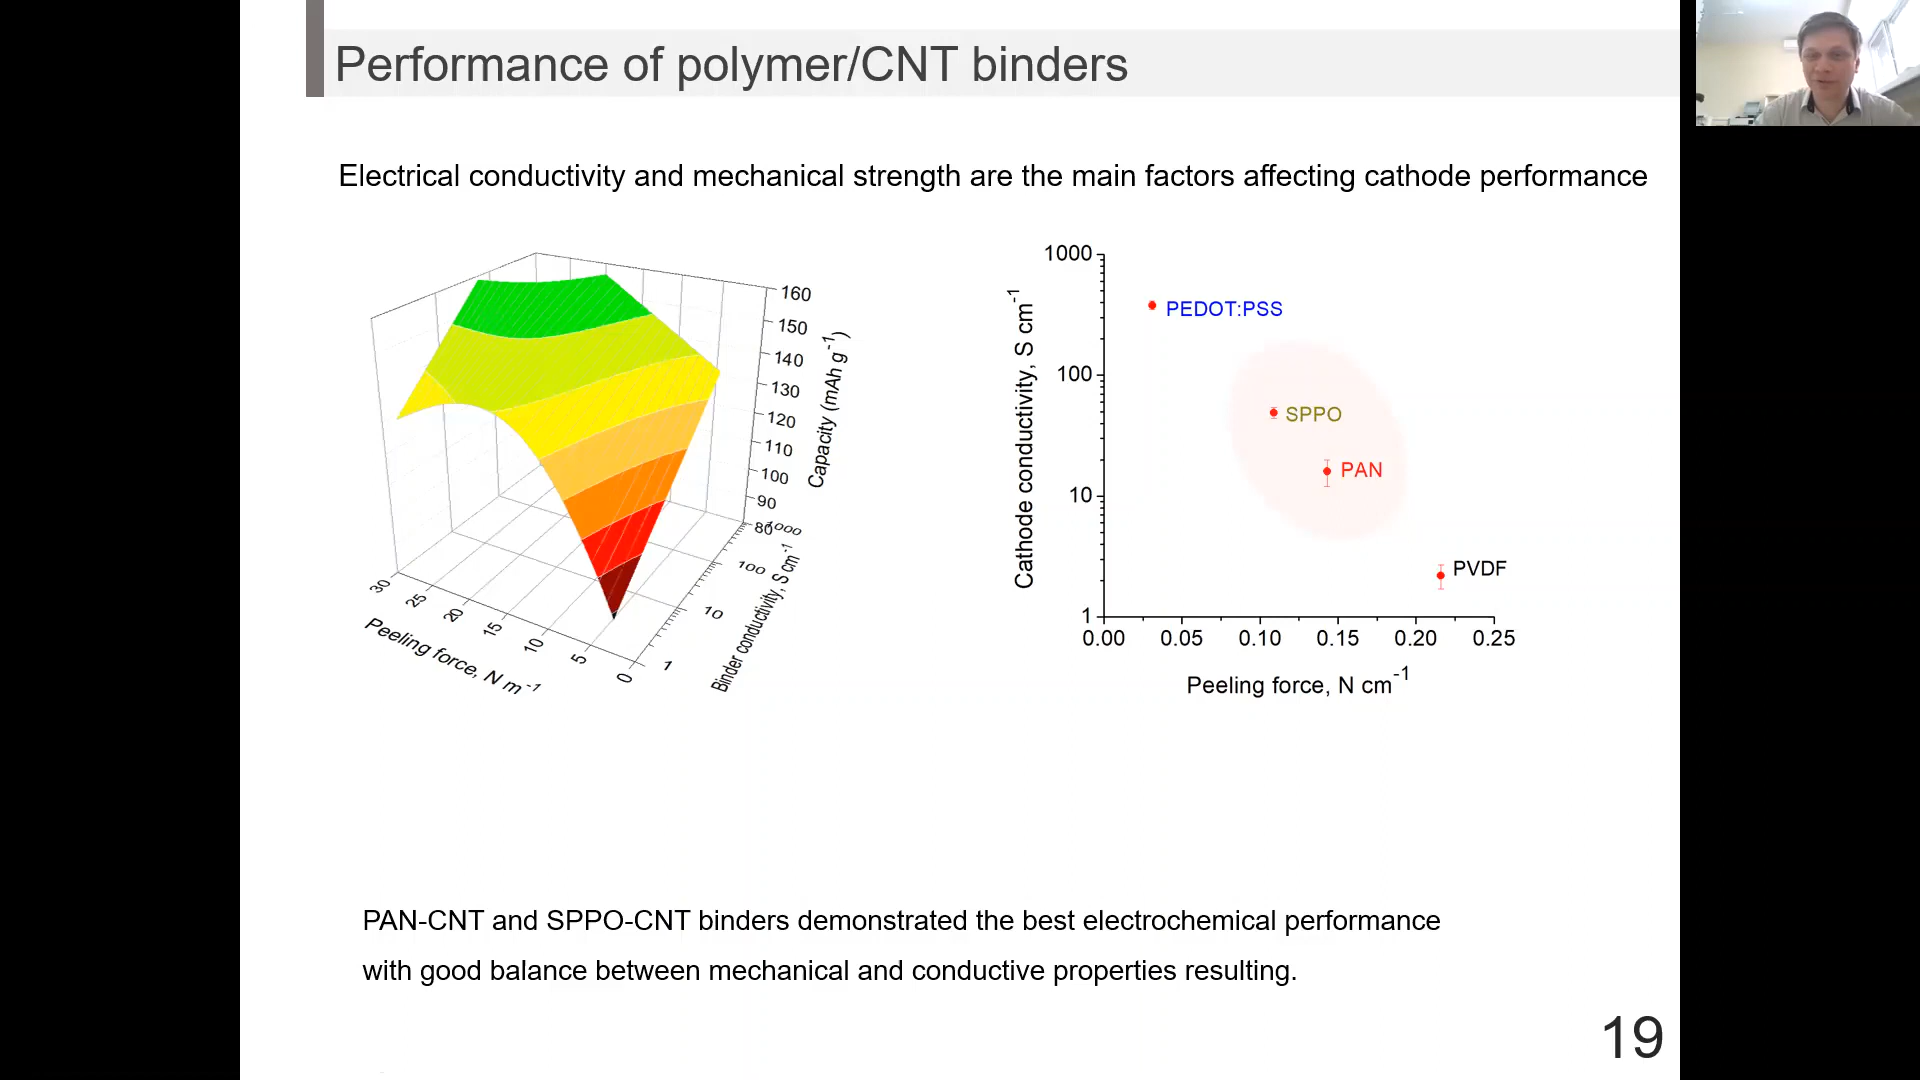 Performance of polymer/CNT binders
Electrical conductivity and mechanical strength are the main factors affecting cathode performance
160
150
140
130
120
110
100
90
80
Capacity (mAh g⁻¹)
1000
100
10
1
Binder conductivity, S cm⁻¹
30
25
20
15
10
5
0
Peeling force, N m⁻¹
1000
100
10
1
Cathode conductivity, S cm⁻¹
PEDOT:PSS
SPPO
PAN
PVDF
0.00 0.05 0.10 0.15 0.20 0.25
Peeling force, N cm⁻¹
PAN-CNT and SPPO-CNT binders demonstrated the best electrochemical performance
with good balance between mechanical and conductive properties resulting.
19